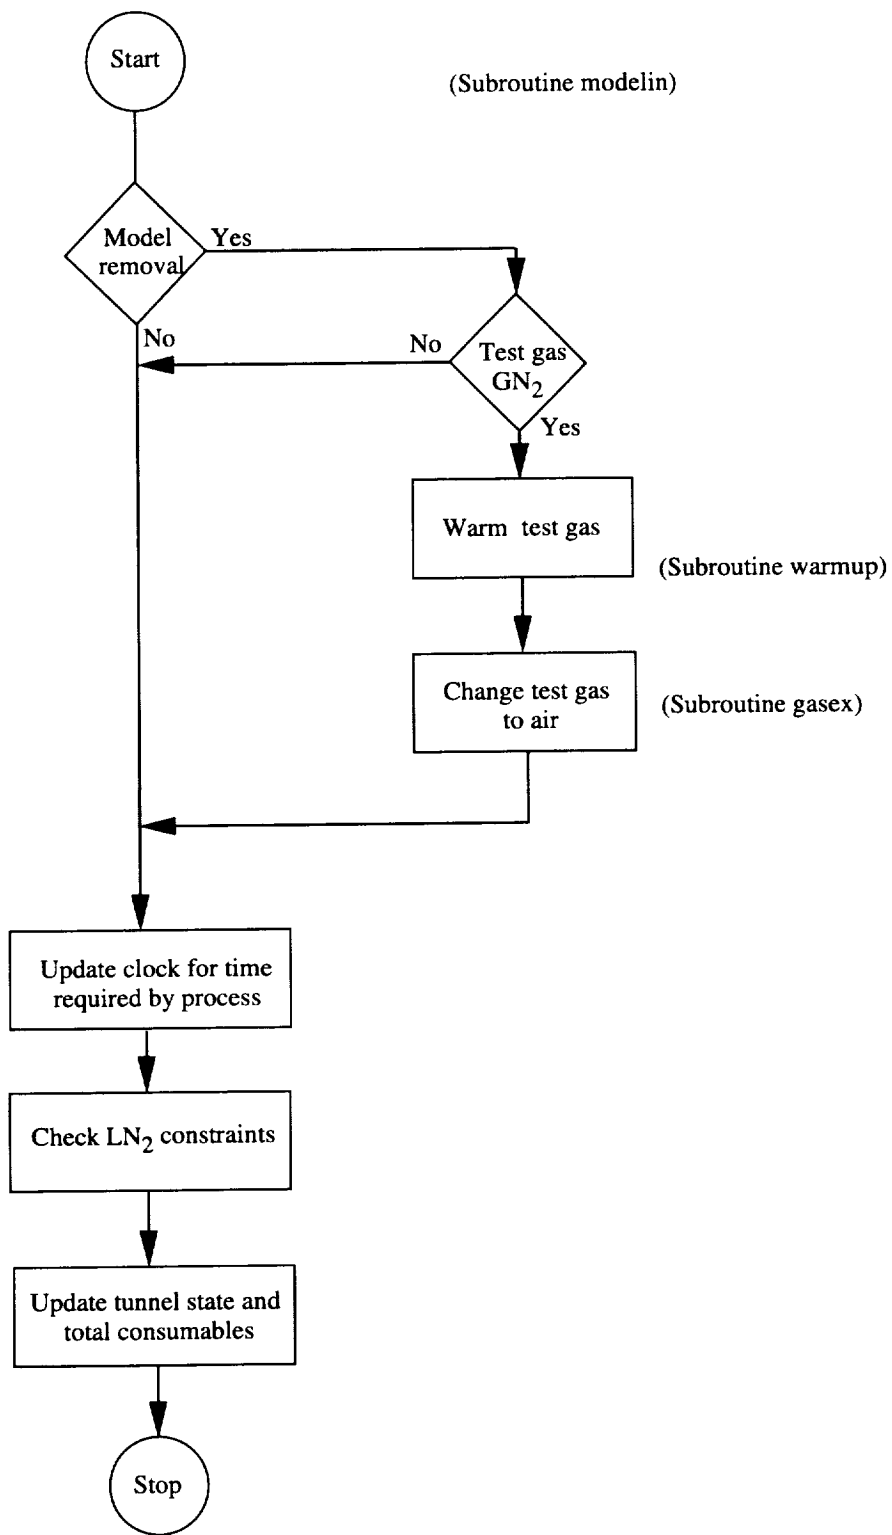 Start
(Subroutine modelin)
Model
removal
Yes
No
No
Test gas
GN2
Yes
Warm test gas
(Subroutine warmup)
Change test gas
to air
(Subroutine gasex)
Update clock for time
required by process
Check LN2 constraints
Update tunnel state and
total consumables
Stop